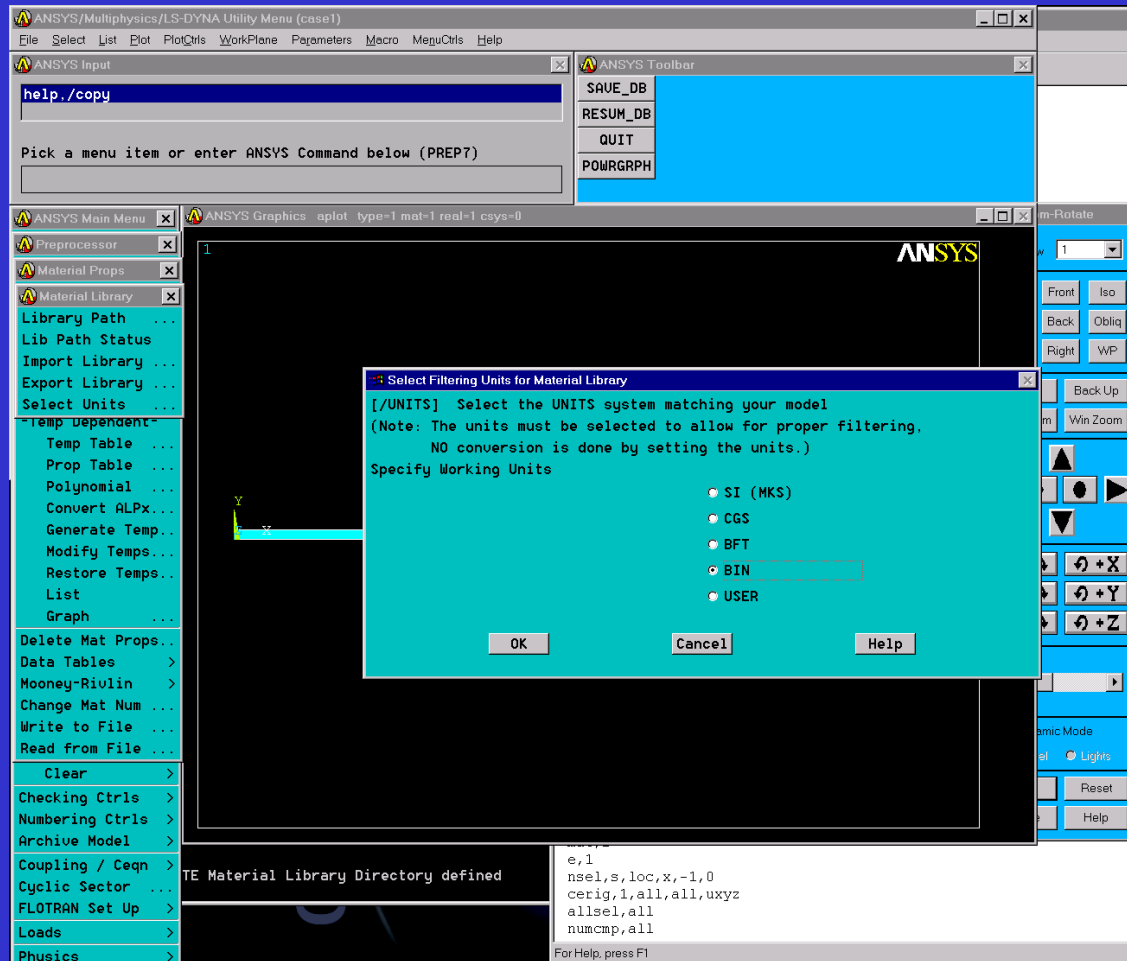 ANSYS/Multiphysics/LS-DYNA Utility Menu (case1)
File Select List Plot PlotCtrls WorkPlane Parameters Macro MenuCtrls Help
ANSYS Input
help,/copy
Pick a menu item or enter ANSYS Command below (PREP7)
ANSYS Toolbar
SAVE_DB
RESUM_DB
QUIT
POWRGRPH
ANSYS Main Menu
Preprocessor
Material Props
Material Library
Library Path ...
Lib Path Status
Import Library ...
Export Library ...
Select Units ...
-Temp Dependent-
Temp Table ...
Prop Table ...
Polynomial ...
Convert ALPx...
Generate Temp..
Modify Temps...
Restore Temps..
List
Graph ...
Delete Mat Props..
Data Tables >
Mooney-Rivlin >
Change Mat Num ...
Write to File ...
Read from File ...
Clear >
Checking Ctrls >
Numbering Ctrls >
Archive Model >
Coupling / Ceqn >
Cyclic Sector ...
FLOTRAN Set Up >
Loads >
Physics >
ANSYS Graphics aplot type=1 mat=1 real=1 csys=0
1
ANSYS
Y
X
Select Filtering Units for Material Library
[/UNITS] Select the UNITS system matching your model
(Note: The units must be selected to allow for proper filtering,
NO conversion is done by setting the units.)
Specify Working Units
SI (MKS)
CGS
BFT
BIN
USER
OK Cancel Help
m-Rotate
1
Front Iso
Back Obliq
Right WP
Back Up
m Win Zoom
+X
+Y
+Z
amic Mode
el Lights
Reset
Help
TE Material Library Directory defined
e,1
nsel,s,loc,x,-1,0
cerig,1,all,all,uxyz
allsel,all
numcmp,all
For Help, press F1